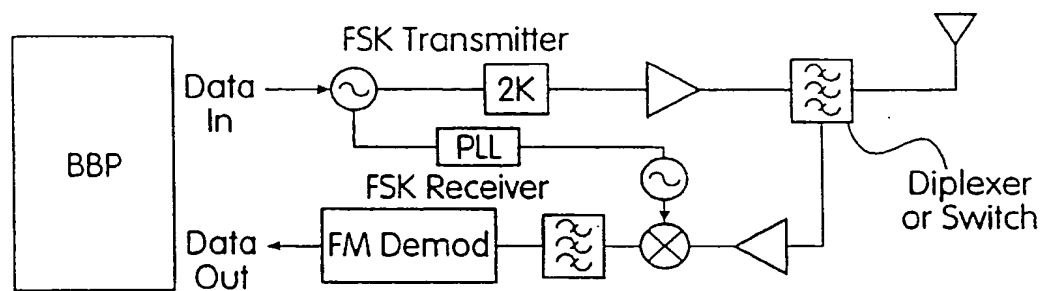 FSK Transmitter
Data
In
2K
BBP
PLL
FSK Receiver
Diplexer
or Switch
Data
Out
FM Demod